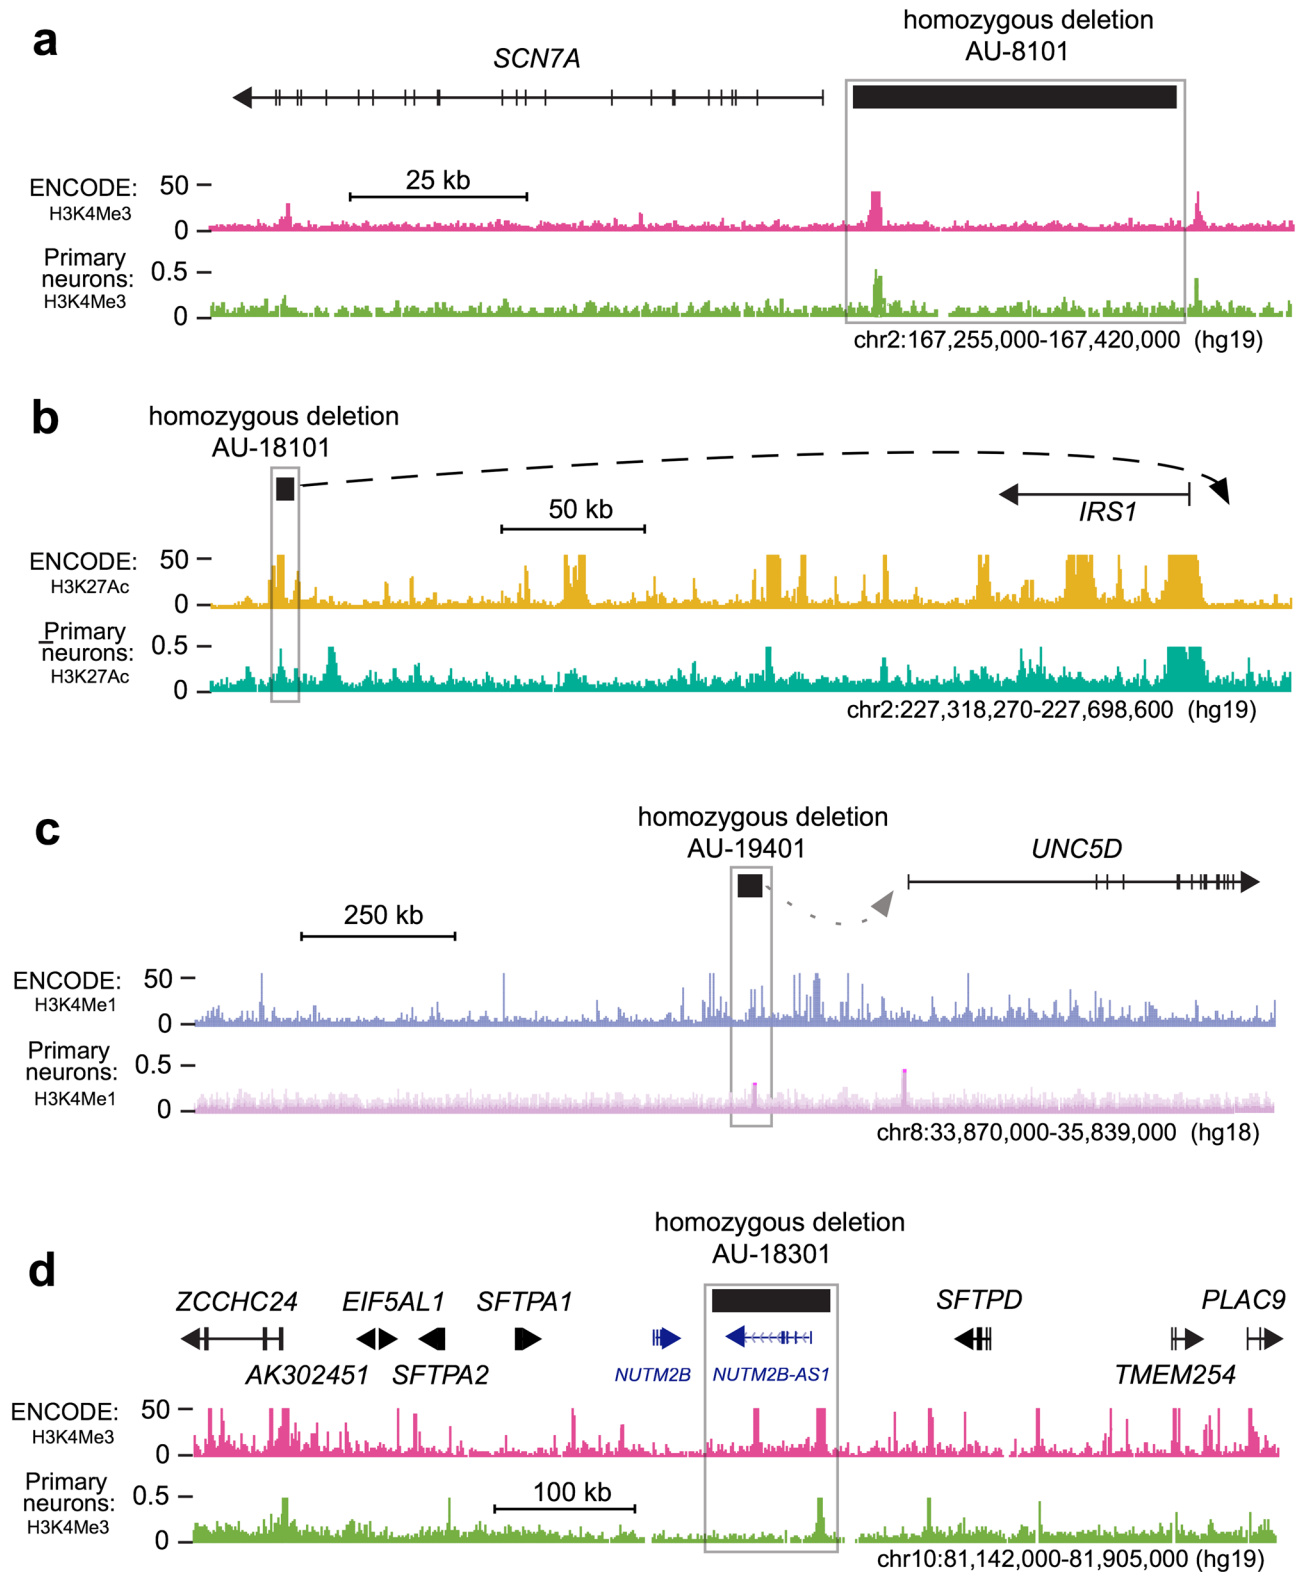 a
homozygous deletion
AU-8101
SCN7A
25 kb
ENCODE:
H3K4Me3
50
0
Primary
neurons:
H3K4Me3
0.5
0
chr2:167,255,000-167,420,000 (hg19)
b
homozygous deletion
AU-18101
50 kb
IRS1
ENCODE:
H3K27Ac
50
0
Primary
neurons:
H3K27Ac
0.5
0
chr2:227,318,270-227,698,600 (hg19)
c
homozygous deletion
AU-19401
UNC5D
250 kb
ENCODE:
H3K4Me1
50
0
Primary
neurons:
H3K4Me1
0.5
0
chr8:33,870,000-35,839,000 (hg18)
d
homozygous deletion
AU-18301
ZCCHC24 EIF5AL1 SFTPA1 SFTPD PLAC9
AK302451 SFTPA2 NUTM2B NUTM2B-AS1 TMEM254
ENCODE:
H3K4Me3
50
0
Primary
neurons:
H3K4Me3
0.5
0
100 kb
chr10:81,142,000-81,905,000 (hg19)